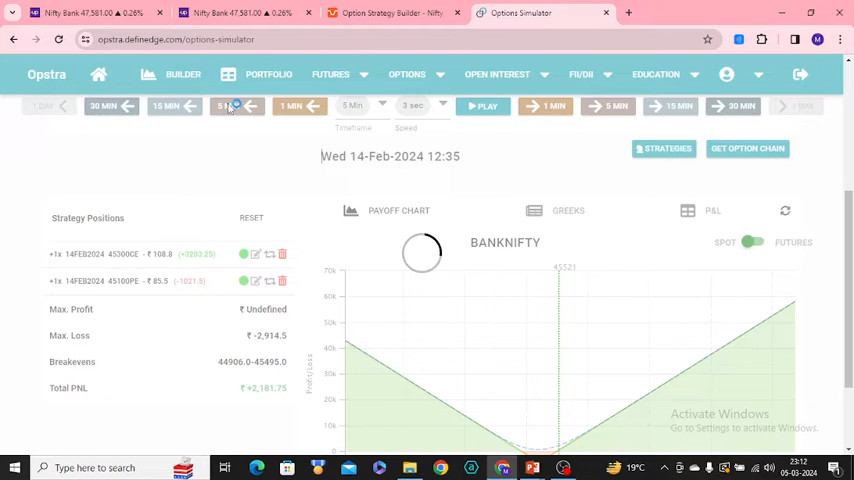 Nifty Bank 47,581.00 ▲ 0.26%
Nifty Bank 47,581.00 ▲ 0.26%
Option Strategy Builder - Nifty
Options Simulator
opstra.definedge.com/options-simulator
Opstra
BUILDER
PORTFOLIO
FUTURES
OPTIONS
OPEN INTEREST
FII/DII
EDUCATION
1 DAY
30 MIN
15 MIN
1 MIN
5 Min
3 sec
PLAY
1 MIN
5 MIN
15 MIN
30 MIN
1 DAY
Timeframe
Speed
Wed 14-Feb-2024 12:35
STRATEGIES
GET OPTION CHAIN
Strategy Positions
RESET
PAYOFF CHART
GREEKS
P&L
BANKNIFTY
SPOT
FUTURES
+1x 14FEB2024 45300CE - ₹ 108.8 (+3203.25)
+1x 14FEB2024 45100PE - ₹ 85.5 (-1021.5)
Max. Profit ₹ Undefined
Max. Loss ₹ -2,914.5
Breakevens 44906.0-45495.0
Total PNL ₹ +2,181.75
45521
70k
60k
50k
40k
30k
20k
10k
0
Profit/Loss
Activate Windows
Go to Settings to activate Windows.
Type here to search
19°C
23:12
05-03-2024